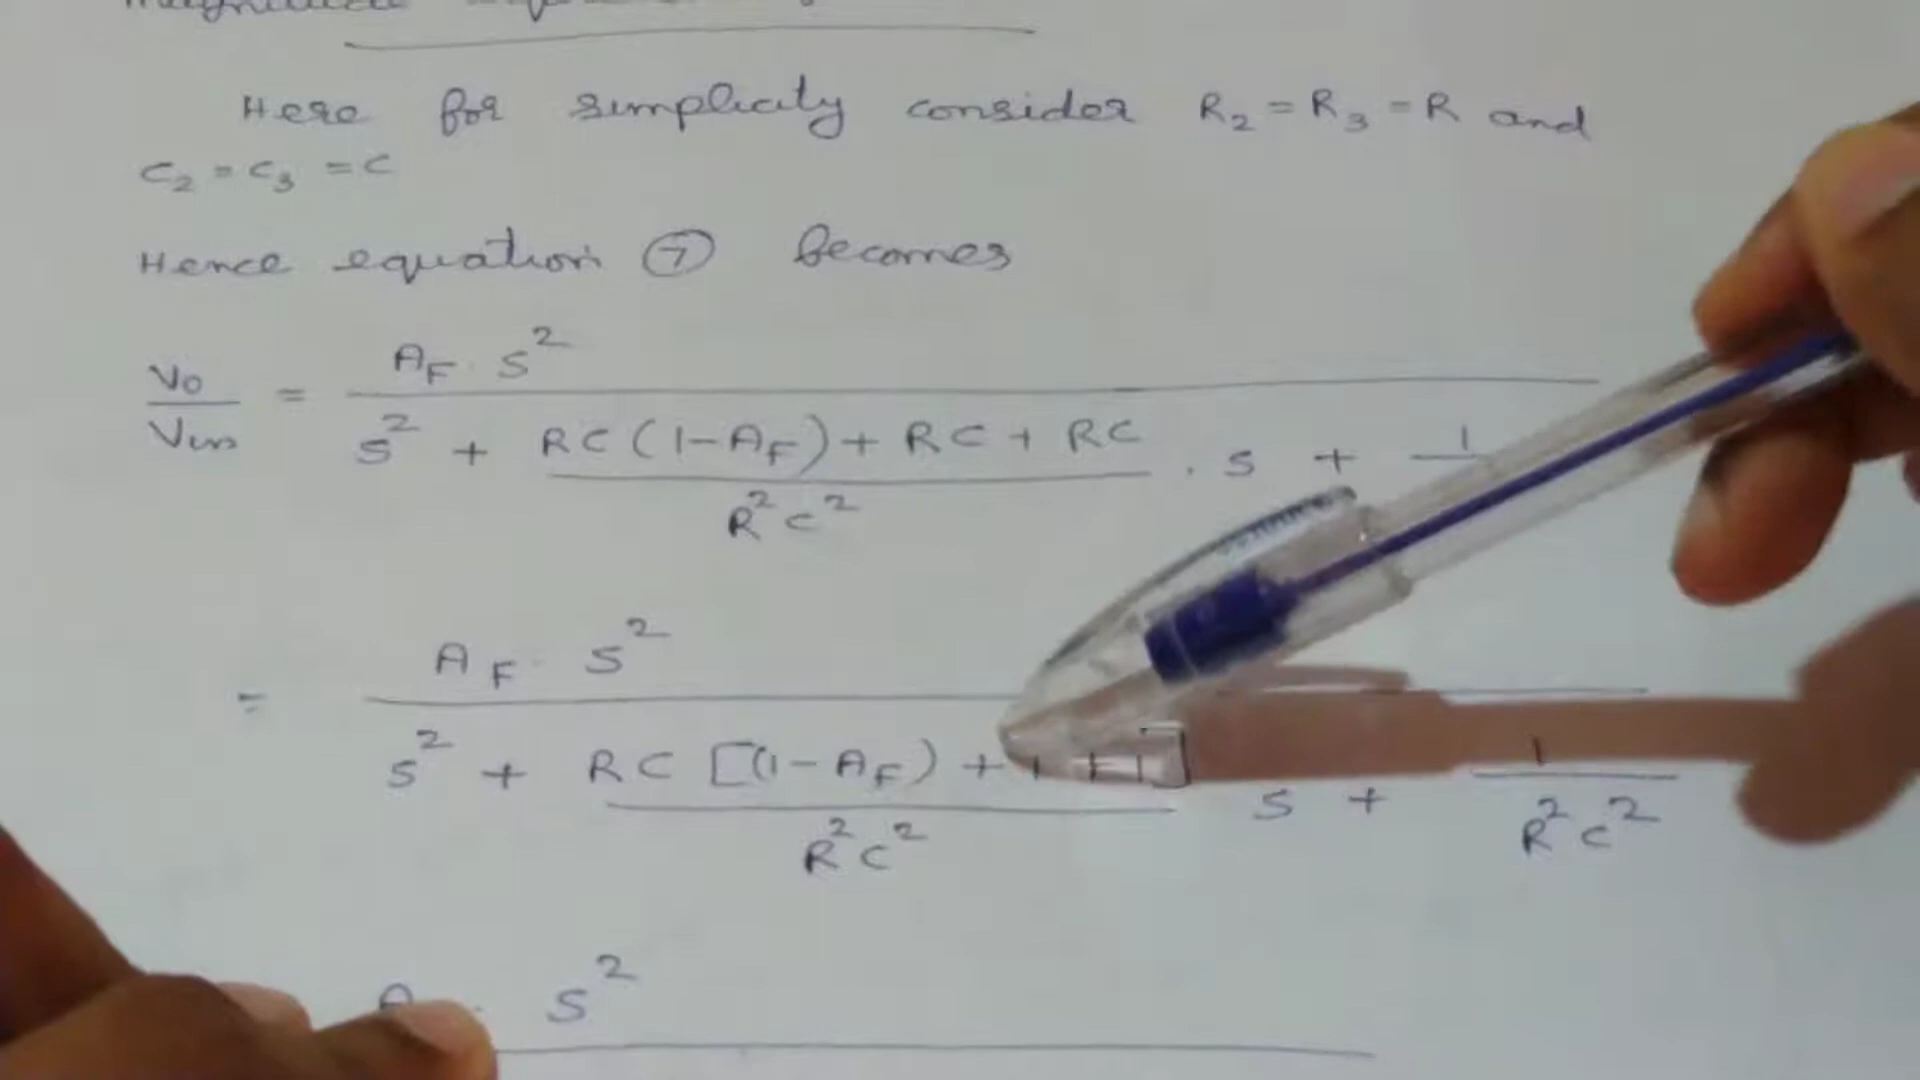 Here for simplicity consider R₂ = R₃ = R and
C₂ = C₃ = C
Hence equation ⑦ becomes
Vo/Vin = AF · s² / s² + RC(1-AF) + RC + RC / R²C² · s + 1
= AF · s² / s² + RC [(1-AF) + 1+1] / R²C² s + 1 / R²C²
s²